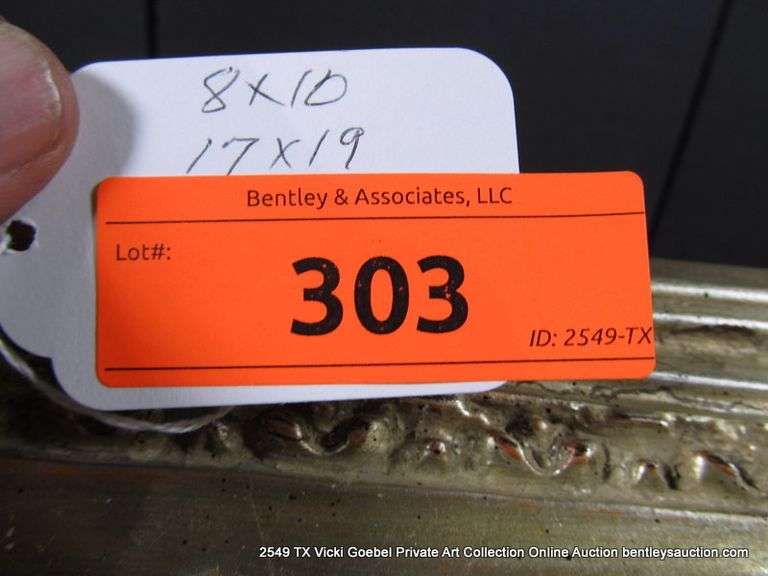 8x10
17x19
Bentley & Associates, LLC
Lot#:
303
ID: 2549-TX
2549 TX Vicki Goebel Private Art Collection Online Auction bentleysauction.com